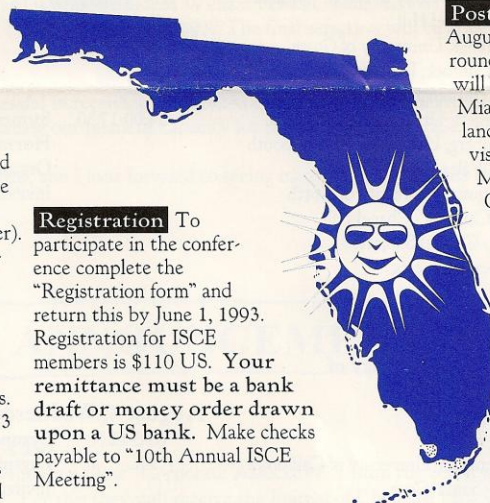 d
e
er).
s.
3
d
Registration To
participate in the confer-
ence complete the
"Registration form" and
return this by June 1, 1993.
Registration for ISCE
members is $110 US. Your
remittance must be a bank
draft or money order drawn
upon a US bank. Make checks
payable to "10th Annual ISCE
Meeting".
Post
Augu
roun
will
Mia
lanc
vis
M